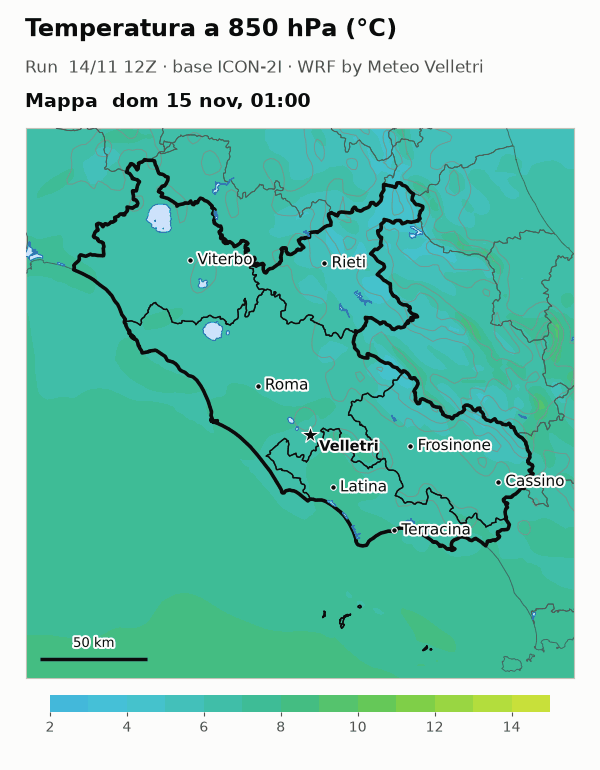 Temperatura a 850 hPa (°C)
Run  14/11 12Z · base ICON-2I · WRF by Meteo Velletri
Mappa  dom 15 nov, 01:00
Viterbo
Rieti
Roma
Velletri
Frosinone
Latina
Cassino
Terracina
50 km
2 4 6 8 10 12 14